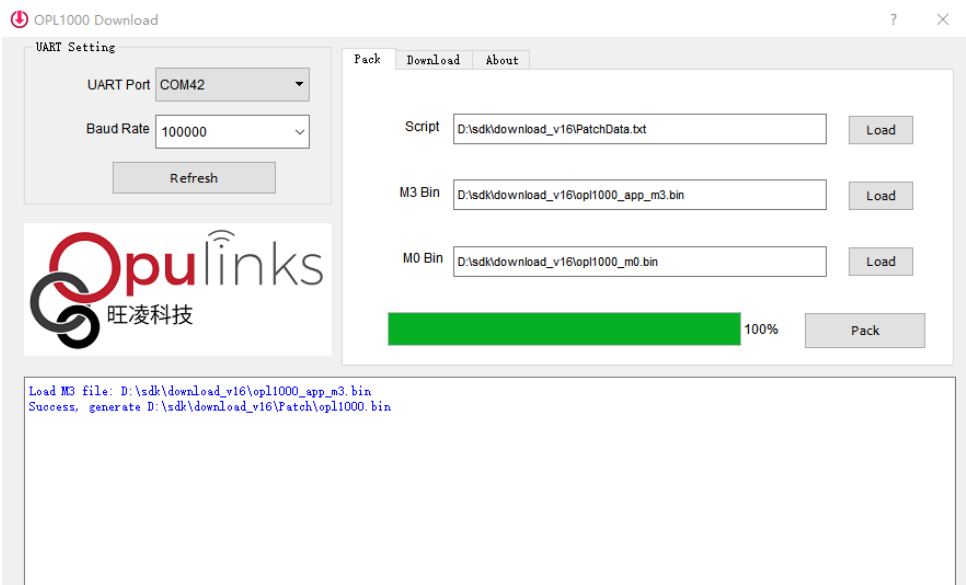 OPL1000 Download
?
UART Setting
UART Port COM42
Baud Rate 100000
Refresh
Opulinks
旺凌科技
Pack Download About
Script D:\sdk\download_v16\PatchData.txt Load
M3 Bin D:\sdk\download_v16\opl1000_app_m3.bin Load
M0 Bin D:\sdk\download_v16\opl1000_m0.bin Load
100% Pack
Load M3 file: D:\sdk\download_v16\opl1000_app_m3.bin
Success, generate D:\sdk\download_v16\Patch\opl1000.bin